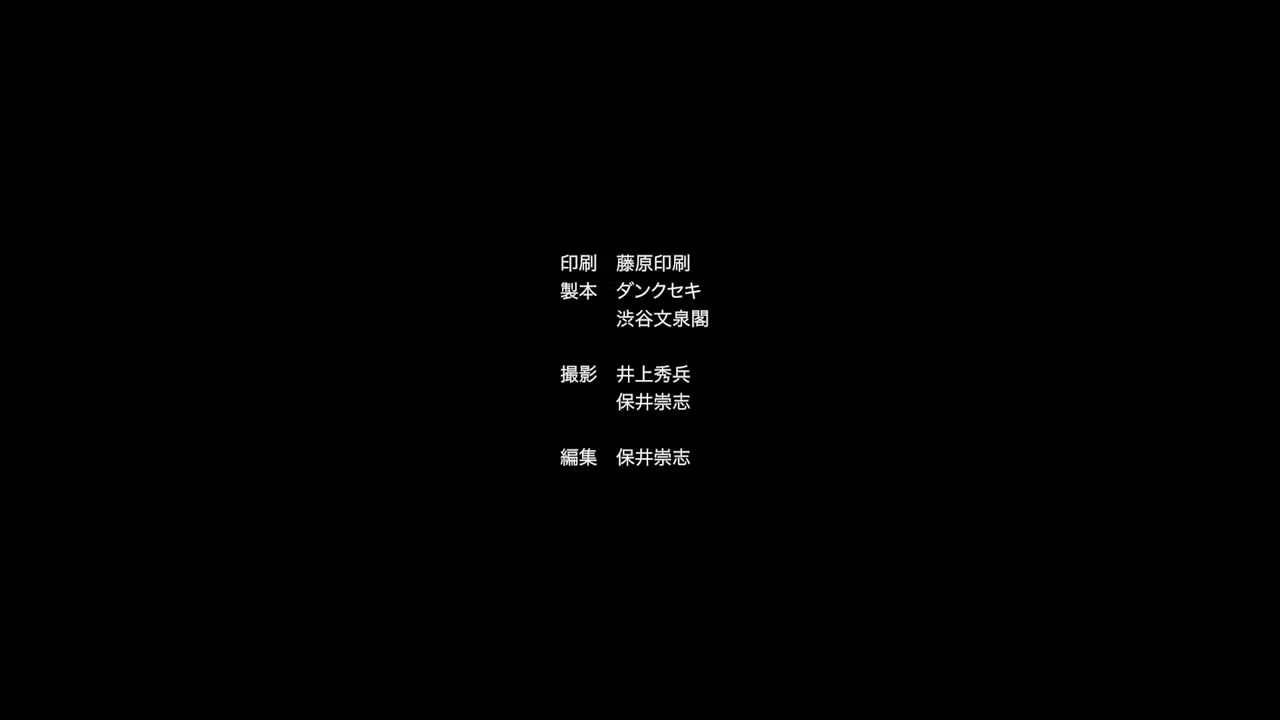 印刷　藤原印刷
製本　ダンクセキ
渋谷文泉閣
撮影　井上秀兵
保井崇志
編集　保井崇志